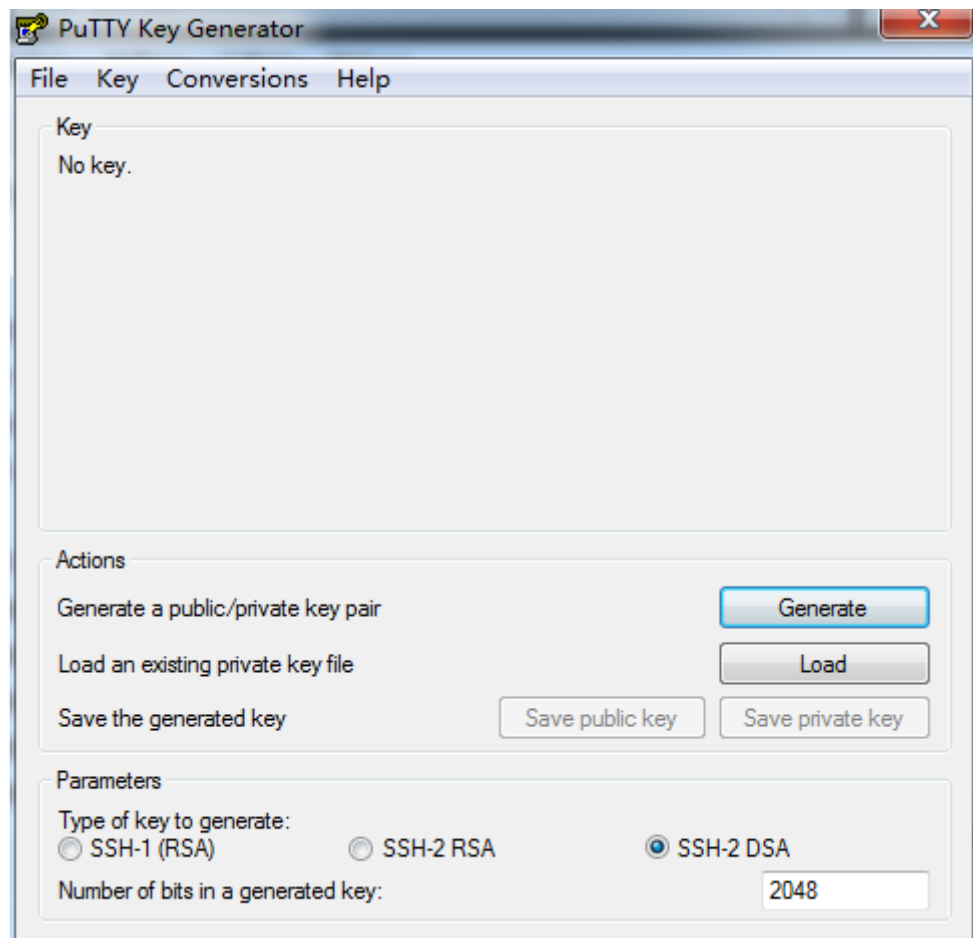 PuTTY Key Generator
X
File Key Conversions Help
Key
No key.
Actions
Generate a public/private key pair Generate
Load an existing private key file Load
Save the generated key Save public key Save private key
Parameters
Type of key to generate:
SSH-1 (RSA) SSH-2 RSA SSH-2 DSA
Number of bits in a generated key: 2048